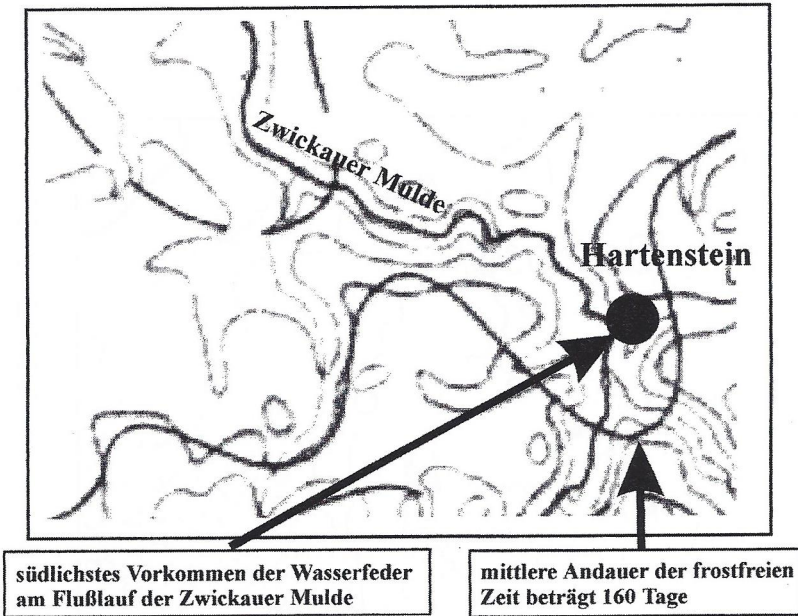 Zwickauer Mulde
Hartenstein
südlichstes Vorkommen der Wasserfeder
am Flußlauf der Zwickauer Mulde
mittlere Andauer der frostfreien
Zeit beträgt 160 Tage